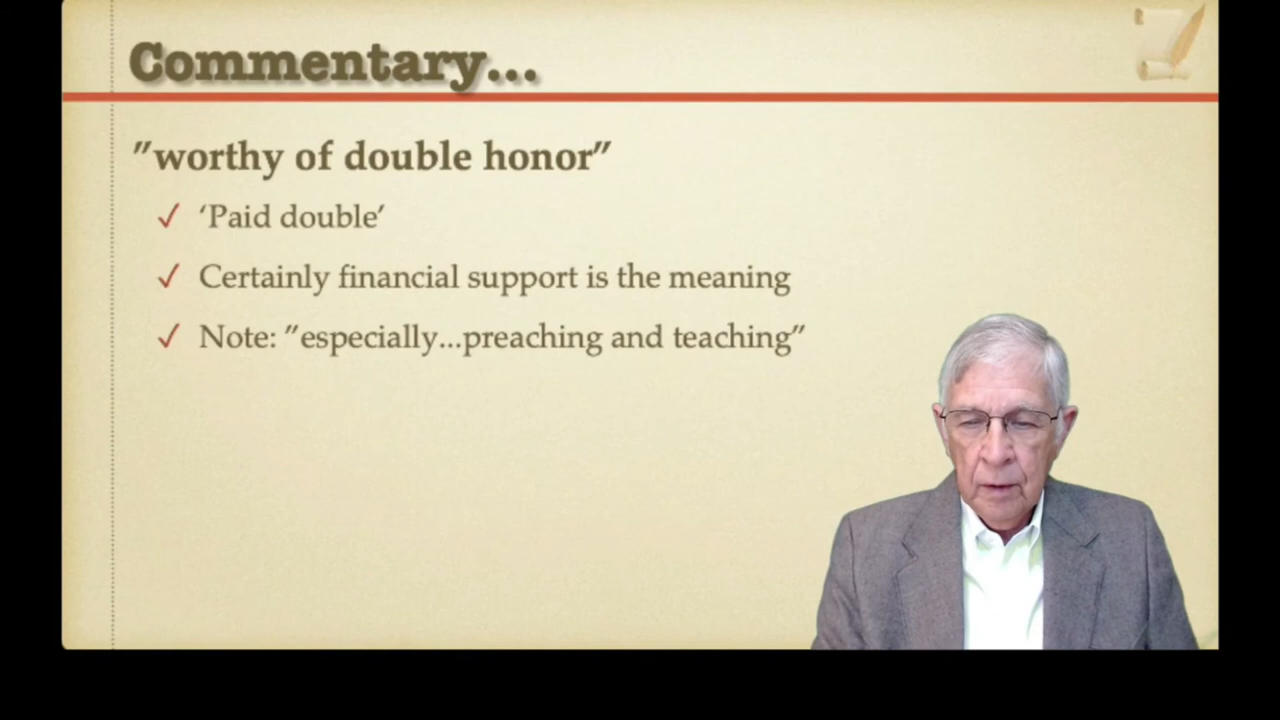 Commentary...
"worthy of double honor"
✓ ‘Paid double’
✓ Certainly financial support is the meaning
✓ Note: "especially...preaching and teaching"